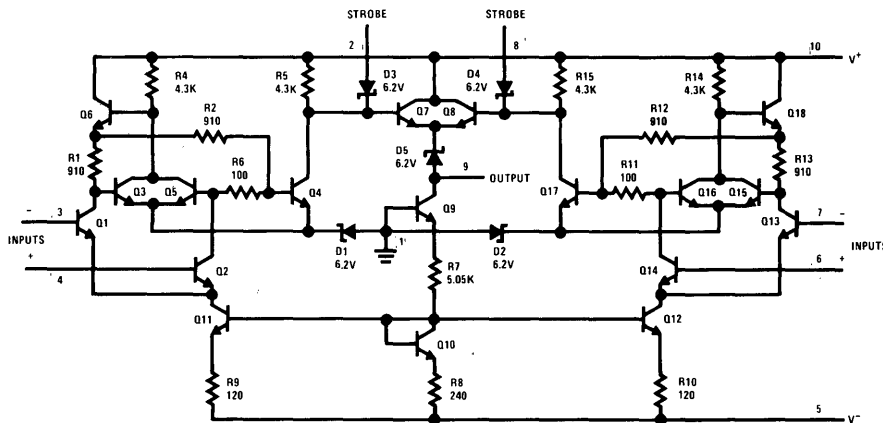 STROBE STROBE
2 8 10 V+
R4 4.3K
R5 4.3K
D3 6.2V
D4 6.2V
R15 4.3K
R14 4.3K
Q6
R2 910
Q7 Q8
R12 910
Q18
R1 910
R6 100
D5 6.2V
9 OUTPUT
R11 100
R13 910
Q3 Q5 Q4 Q17 Q16 Q15
Q9
− 3 Q1
Q13 7 −
INPUTS
D1 6.2V
1
D2 6.2V
INPUTS
+ 4 Q2
R7 5.05K
Q14 6 +
Q11 Q12
Q10
R9 120
R8 240
R10 120
5 V−